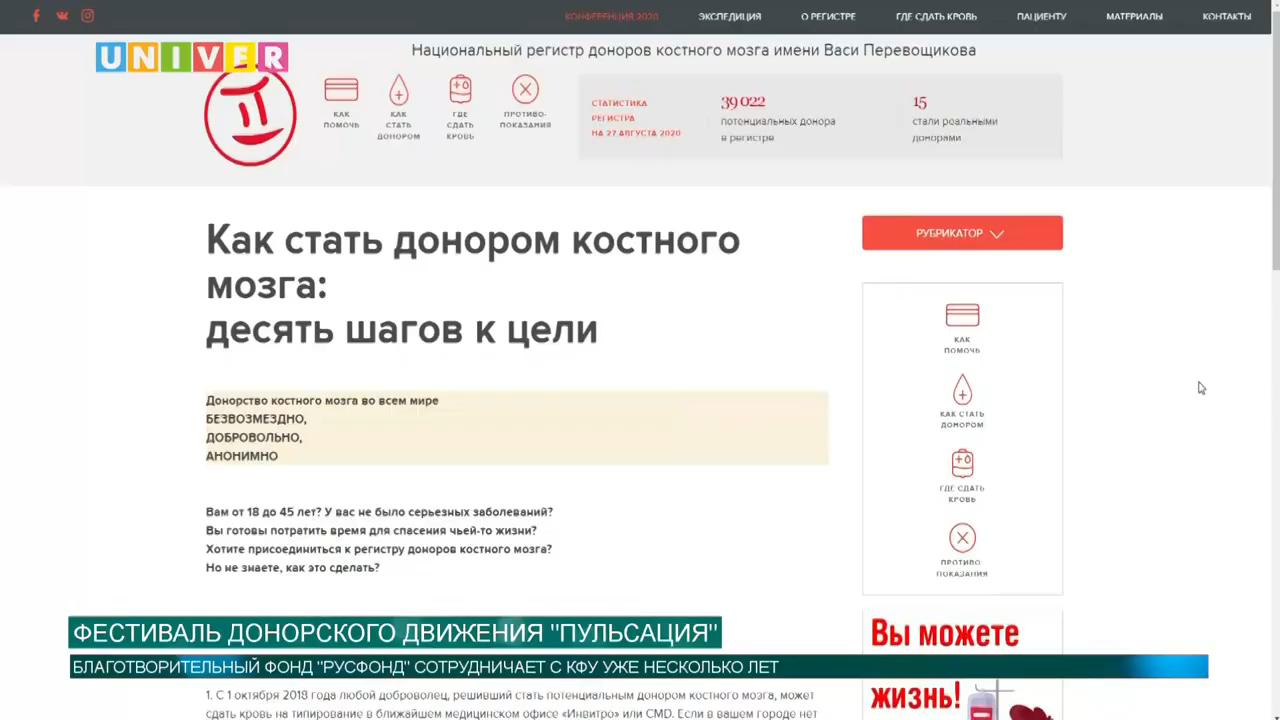 КОНФЕРЕНЦИЯ 2020 ЭКСПЕДИЦИЯ О РЕГИСТРЕ ГДЕ СДАТЬ КРОВЬ ПАЦИЕНТУ МАТЕРИАЛЫ КОНТАКТЫ
UNIVER
Национальный регистр доноров костного мозга имени Васи Перевощикова
КАК
ПОМОЧЬ
КАК
СТАТЬ
ДОНОРОМ
ГДЕ
СДАТЬ
КРОВЬ
ПРОТИВО-
ПОКАЗАНИЯ
СТАТИСТИКА
РЕГИСТРА
НА 27 АВГУСТА 2020
39 022
потенциальных донора
в регистре
15
стали реальными
донорами
Как стать донором костного
мозга:
десять шагов к цели
РУБРИКАТОР
Донорство костного мозга во всем мире
БЕЗВОЗМЕЗДНО,
ДОБРОВОЛЬНО,
АНОНИМНО
Вам от 18 до 45 лет? У вас не было серьезных заболеваний?
Вы готовы потратить время для спасения чьей-то жизни?
Хотите присоединиться к регистру доноров костного мозга?
Но не знаете, как это сделать?
КАК
ПОМОЧЬ
КАК СТАТЬ
ДОНОРОМ
ГДЕ СДАТЬ
КРОВЬ
ПРОТИВО
ПОКАЗАНИЯ
Вы можете
жизнь!
ФЕСТИВАЛЬ ДОНОРСКОГО ДВИЖЕНИЯ "ПУЛЬСАЦИЯ"
БЛАГОТВОРИТЕЛЬНЫЙ ФОНД "РУСФОНД" СОТРУДНИЧАЕТ С КФУ УЖЕ НЕСКОЛЬКО ЛЕТ
1. С 1 октября 2018 года любой доброволец, решивший стать потенциальным донором костного мозга, может
сдать кровь на типирование в ближайшем медицинском офисе «Инвитро» или CMD. Если в вашем городе нет